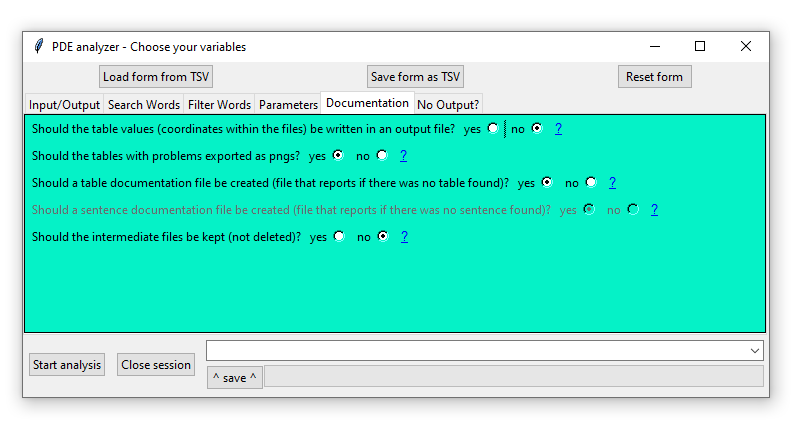 PDE analyzer - Choose your variables
Load form from TSV Save form as TSV Reset form
Input/Output Search Words Filter Words Parameters Documentation No Output?
Should the table values (coordinates within the files) be written in an output file? yes no ?
Should the tables with problems exported as pngs? yes no ?
Should a table documentation file be created (file that reports if there was no table found)? yes no ?
Should a sentence documentation file be created (file that reports if there was no sentence found)? yes no ?
Should the intermediate files be kept (not deleted)? yes no ?
Start analysis Close session
^ save ^